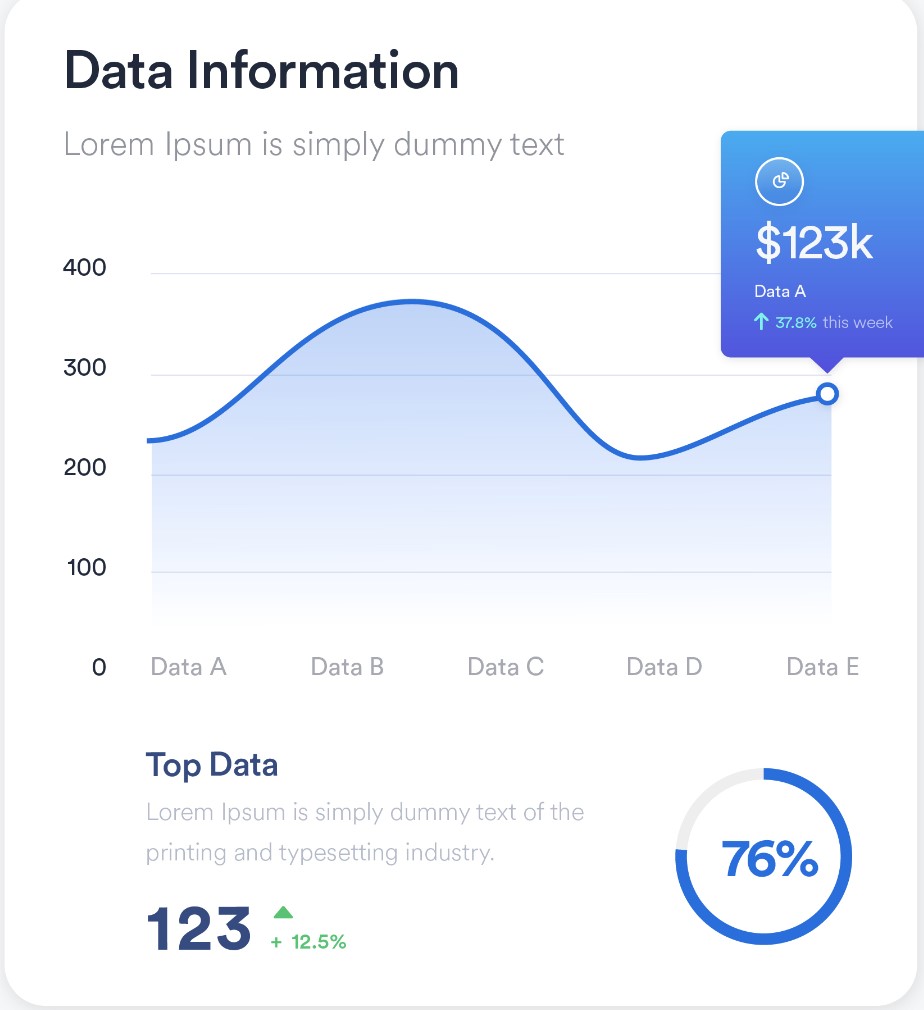 Data Information
Lorem Ipsum is simply dummy text
$123k
Data A
37.8% this week
400
300
200
100
0
Data A Data B Data C Data D Data E
Top Data
Lorem Ipsum is simply dummy text of the
printing and typesetting industry.
123
+ 12.5%
76%